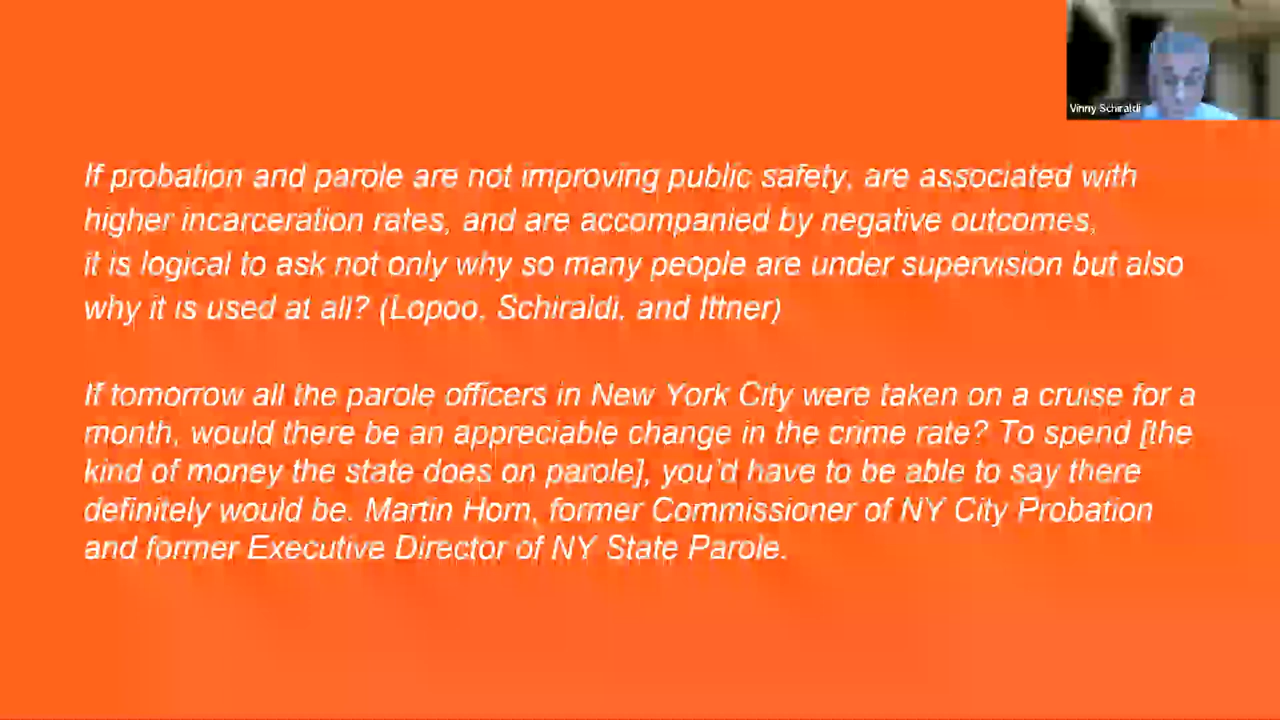 Vinny Schiraldi
If probation and parole are not improving public safety, are associated with
higher incarceration rates, and are accompanied by negative outcomes,
it is logical to ask not only why so many people are under supervision but also
why it is used at all? (Lopoo, Schiraldi, and Ittner)
If tomorrow all the parole officers in New York City were taken on a cruise for a
month, would there be an appreciable change in the crime rate? To spend [the
kind of money the state does on parole], you'd have to be able to say there
definitely would be. Martin Horn, former Commissioner of NY City Probation
and former Executive Director of NY State Parole.